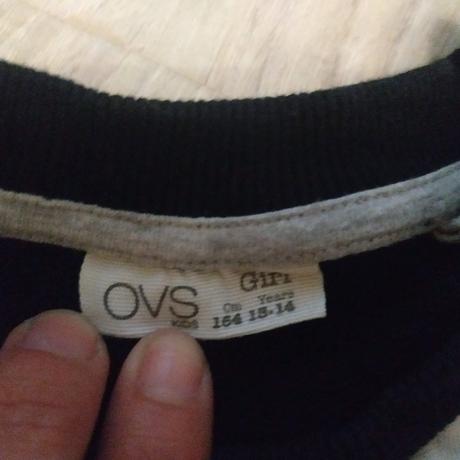 Girl
OVS
KIDS
Cm Years
164 13-14